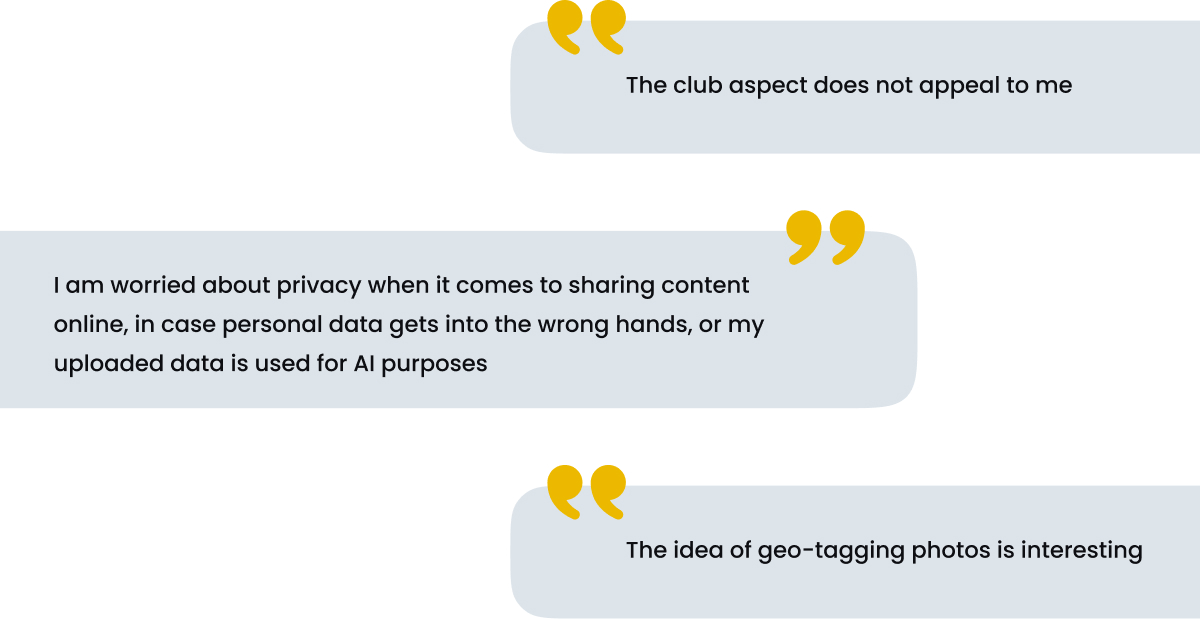 The club aspect does not appeal to me
I am worried about privacy when it comes to sharing content
online, in case personal data gets into the wrong hands, or my
uploaded data is used for AI purposes
The idea of geo-tagging photos is interesting